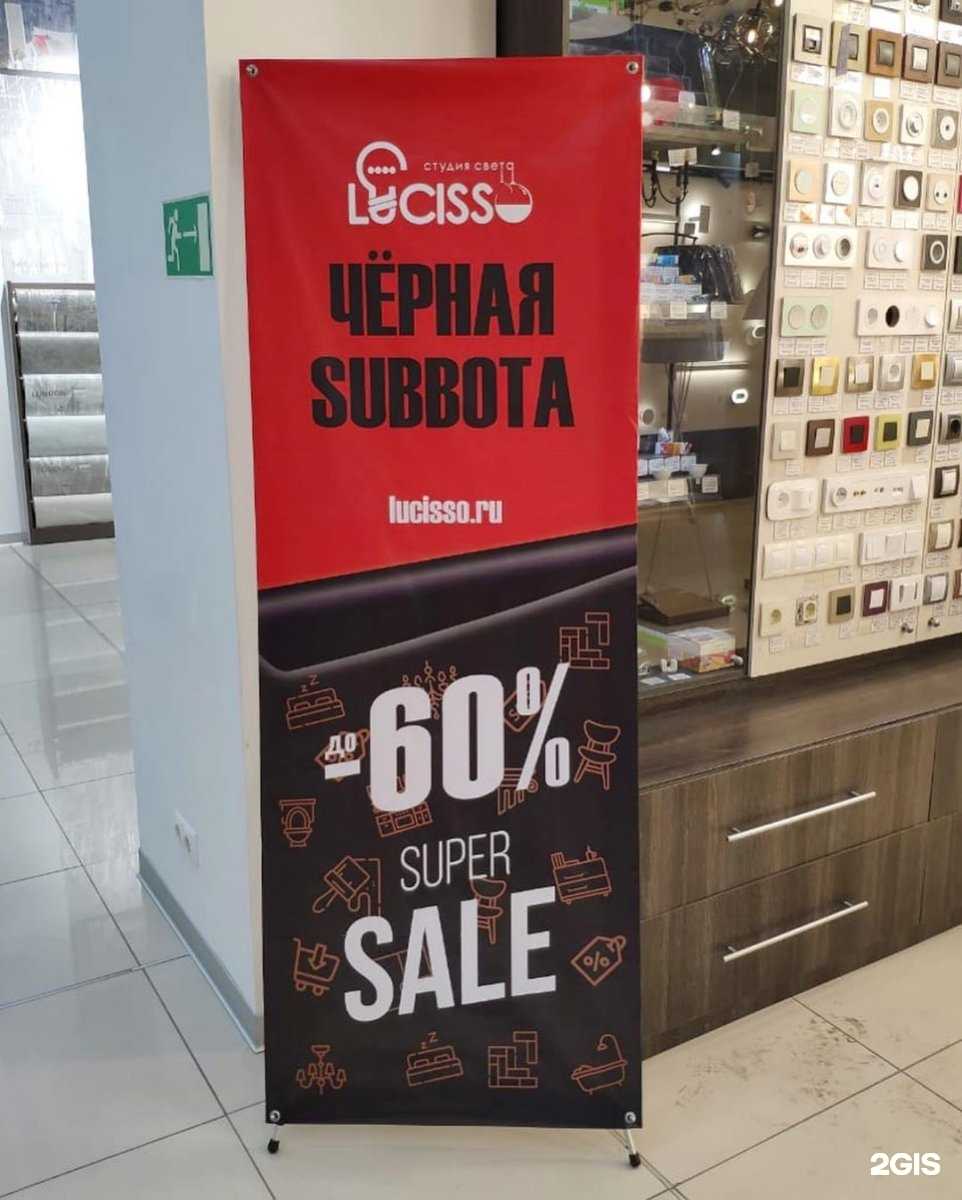 студия света
LUCISSO
ЧЁРНАЯ
SUBBOTA
lucisso.ru
до
-60%
SUPER
SALE
2GIS